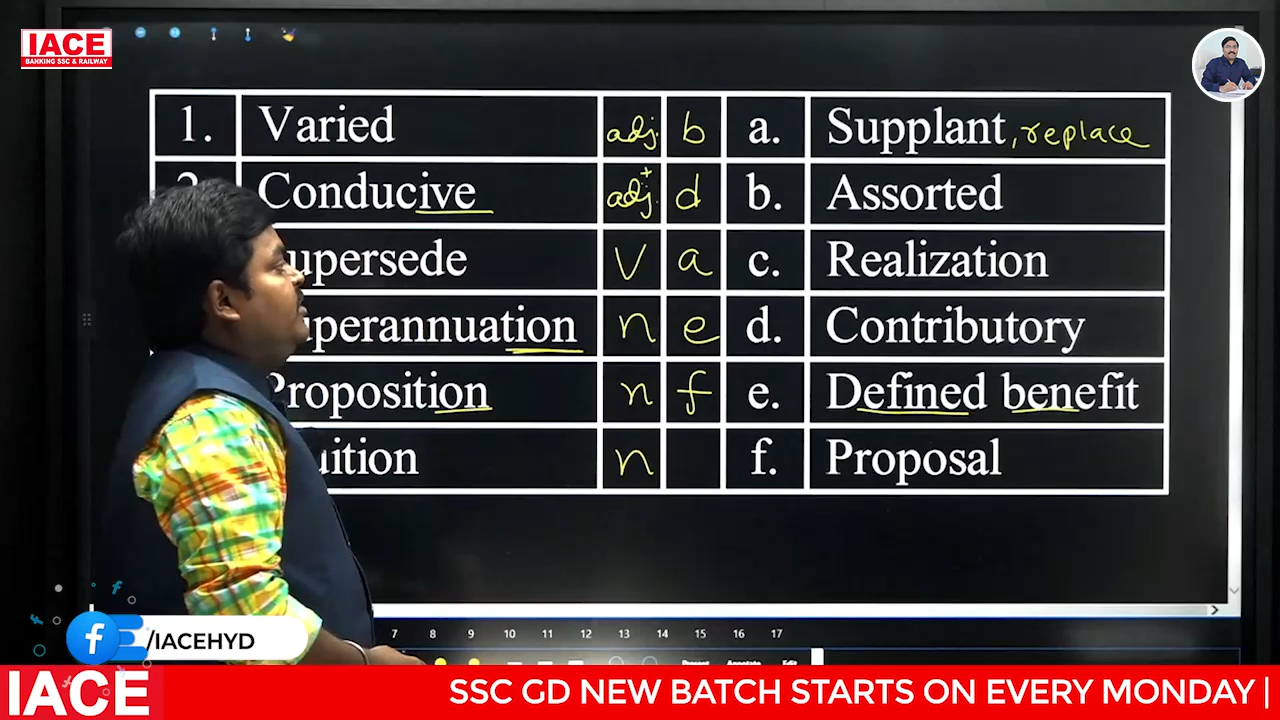 IACE
BANKING SSC & RAILWAY
1. Varied adj. b a. Supplant, replace
Conducive adj.+ d b. Assorted
upersede v a c. Realization
uperannuation n e d. Contributory
Proposition n f e. Defined benefit
uition n f. Proposal
7 8 9 10 11 12 13 14 15 16 17
/IACEHYD
IACE
SSC GD NEW BATCH STARTS ON EVERY MONDAY |